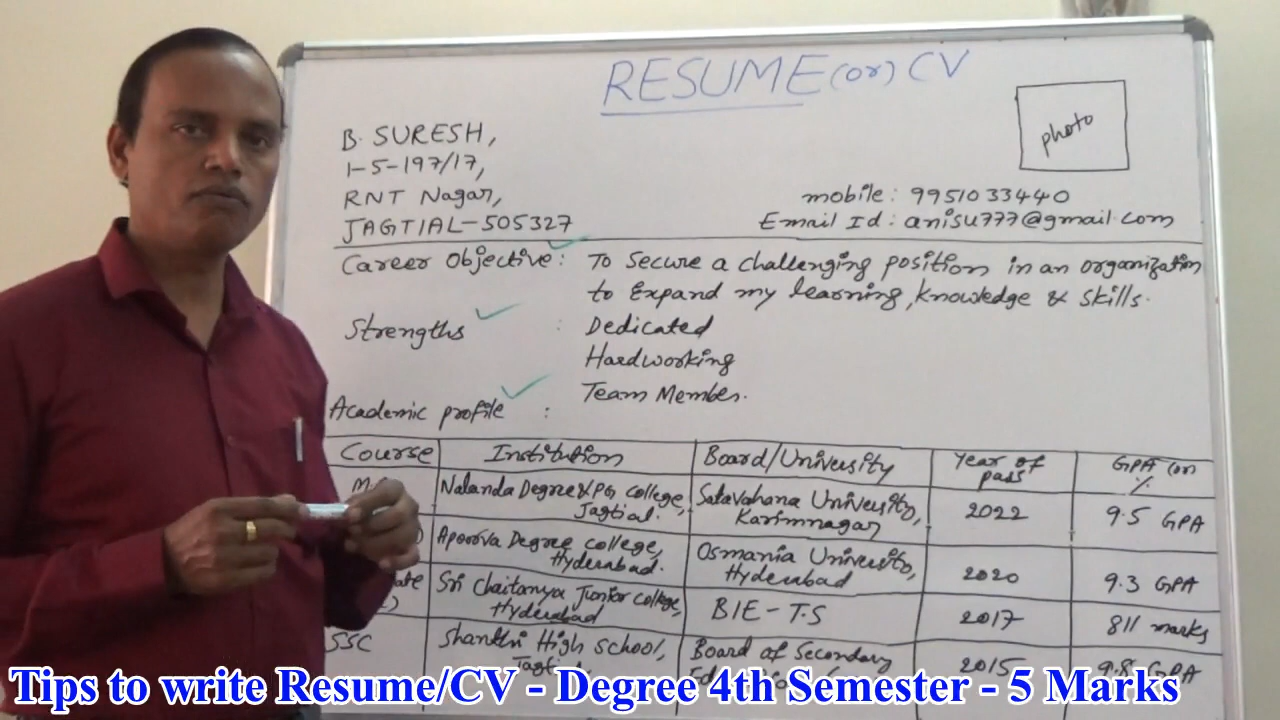 RESUME (or) CV
photo
B. SURESH,
1-5-197/17,
RNT Nagar,
JAGTIAL-505327
mobile: 9951033440
Email Id: anisu777@gmail.com
Career Objective: To secure a challenging position in an organization
to Expand my learning, knowledge & skills.
Strengths : Dedicated
Hardworking
Team Member.
Academic profile :
Course Institution Board/University Year of pass GPA (or) %
Nalanda Degree & PG College, Jagtial. Satavahana University, Karimnagar 2022 9.5 GPA
Apoorva Degree college, Hyderabad. Osmania University, Hyderabad 2020 9.3 GPA
Sri Chaitanya Junior college, Hyderabad BIE-T.S 2017 811 marks
SSC Shanthi High school, Board of Secondary 2015 9.8 GPA
Tips to write Resume/CV - Degree 4th Semester - 5 Marks